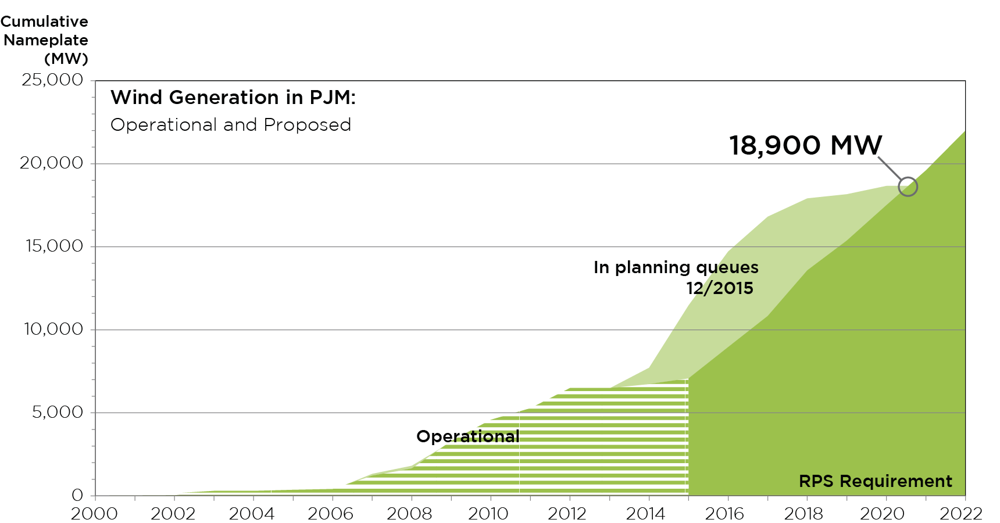 Cumulative
Nameplate
(MW)
25,000
Wind Generation in PJM:
Operational and Proposed
18,900 MW
20,000
15,000
In planning queues
12/2015
10,000
5,000
Operational
RPS Requirement
0
2000 2002 2004 2006 2008 2010 2012 2014 2016 2018 2020 2022